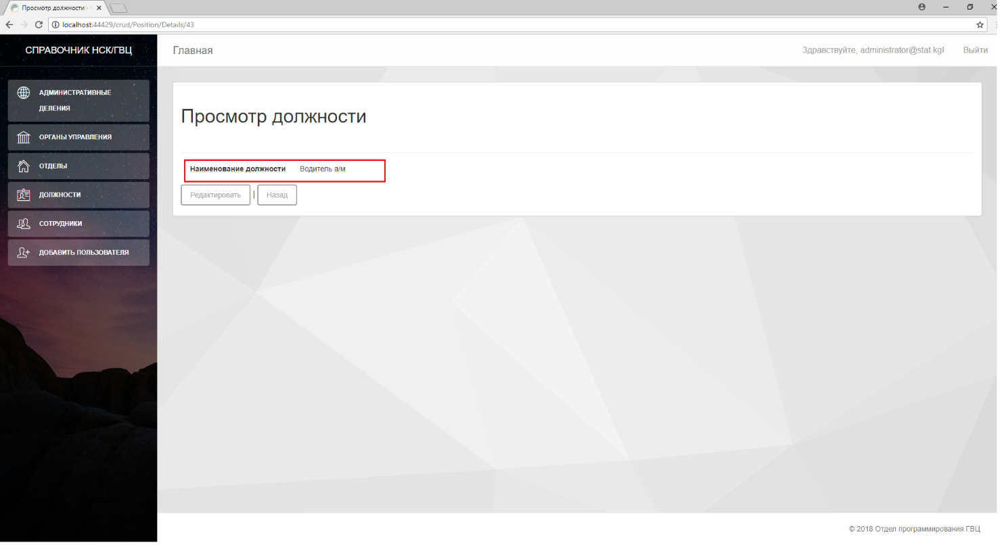 Просмотр должности -
localhost:44429/crud/Position/Details/43
СПРАВОЧНИК НСК/ГВЦ
Главная
Здравствуйте, administrator@stat.kg!
Выйти
АДМИНИСТРАТИВНЫЕ
ДЕЛЕНИЯ
ОРГАНЫ УПРАВЛЕНИЯ
ОТДЕЛЫ
ДОЛЖНОСТИ
СОТРУДНИКИ
ДОБАВИТЬ ПОЛЬЗОВАТЕЛЯ
Просмотр должности
Наименование должности Водитель а/м
Редактировать | Назад
© 2018 Отдел программирования ГВЦ